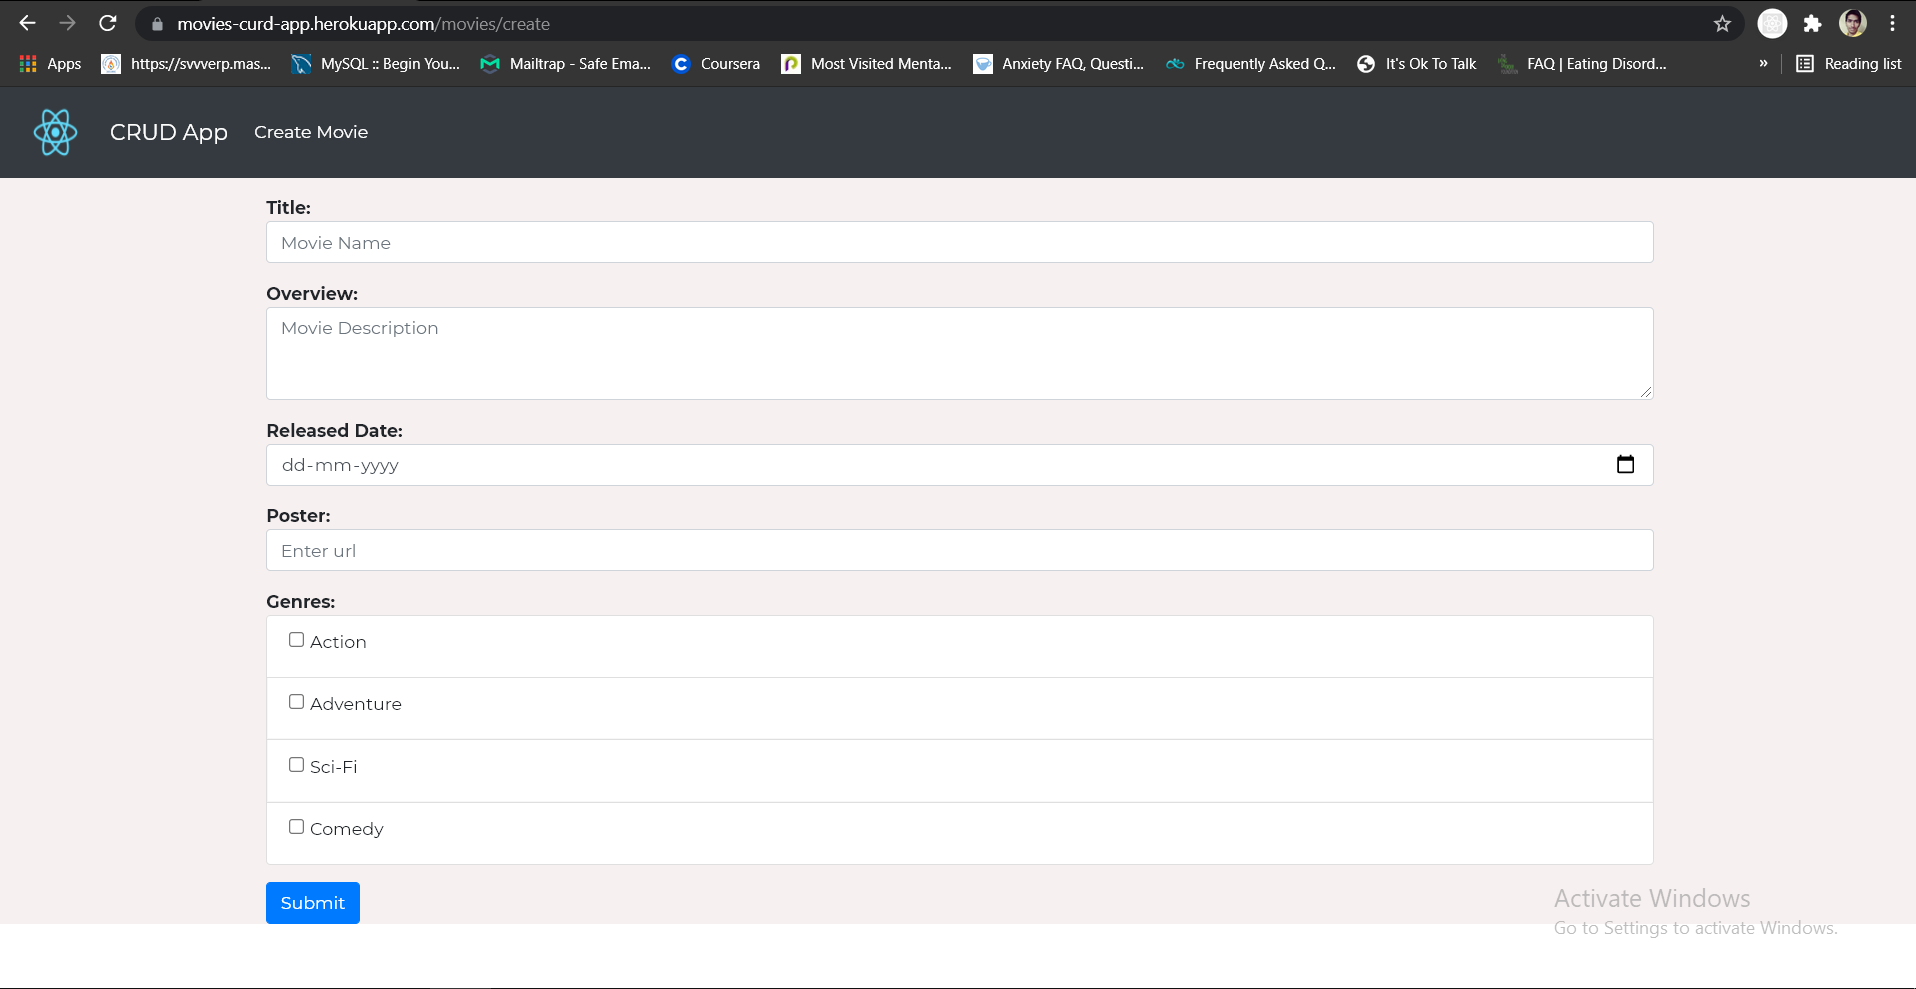 movies-curd-app.herokuapp.com/movies/create
Apps https://svvverp.mas... MySQL :: Begin You... Mailtrap - Safe Ema... Coursera Most Visited Menta... Anxiety FAQ, Questi... Frequently Asked Q... It's Ok To Talk FAQ | Eating Disord... » Reading list
CRUD App Create Movie
Title:
Movie Name
Overview:
Movie Description
Released Date:
dd-mm-yyyy
Poster:
Enter url
Genres:
Action
Adventure
Sci-Fi
Comedy
Submit
Activate Windows
Go to Settings to activate Windows.